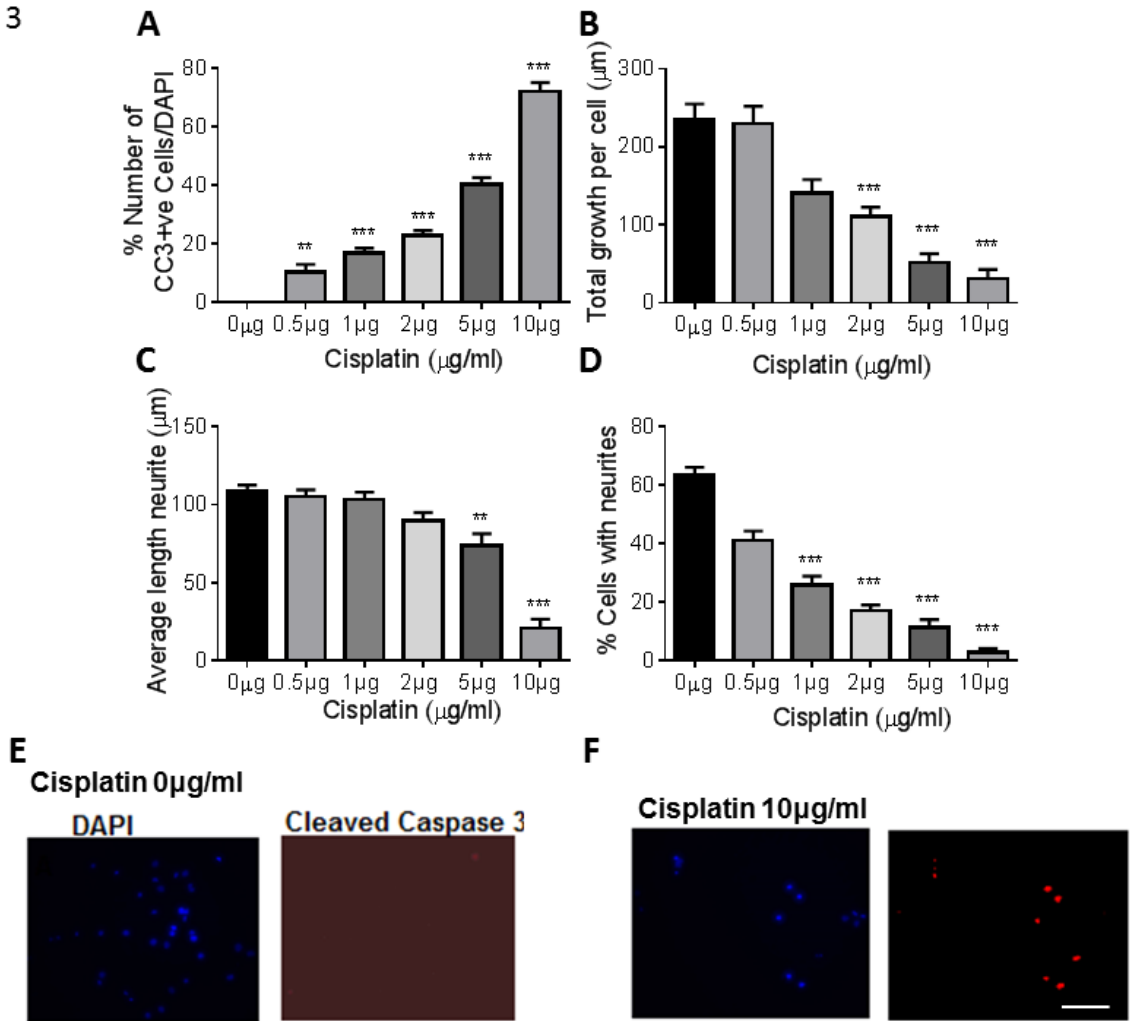 3
A
% Number of
CC3+ve Cells/DAPI
80
60
40
20
0
**
***
***
***
***
0µg 0.5µg 1µg 2µg 5µg 10µg
Cisplatin (µg/ml)
B
Total growth per cell (µm)
300
200
100
0
***
***
***
0µg 0.5µg 1µg 2µg 5µg 10µg
Cisplatin (µg/ml)
C
Average length neurite (µm)
150
100
50
0
**
***
0µg 0.5µg 1µg 2µg 5µg 10µg
Cisplatin (µg/ml)
D
% Cells with neurites
80
60
40
20
0
***
***
***
***
0µg 0.5µg 1µg 2µg 5µg 10µg
Cisplatin (µg/ml)
E
Cisplatin 0µg/ml
DAPI
Cleaved Caspase 3
F
Cisplatin 10µg/ml